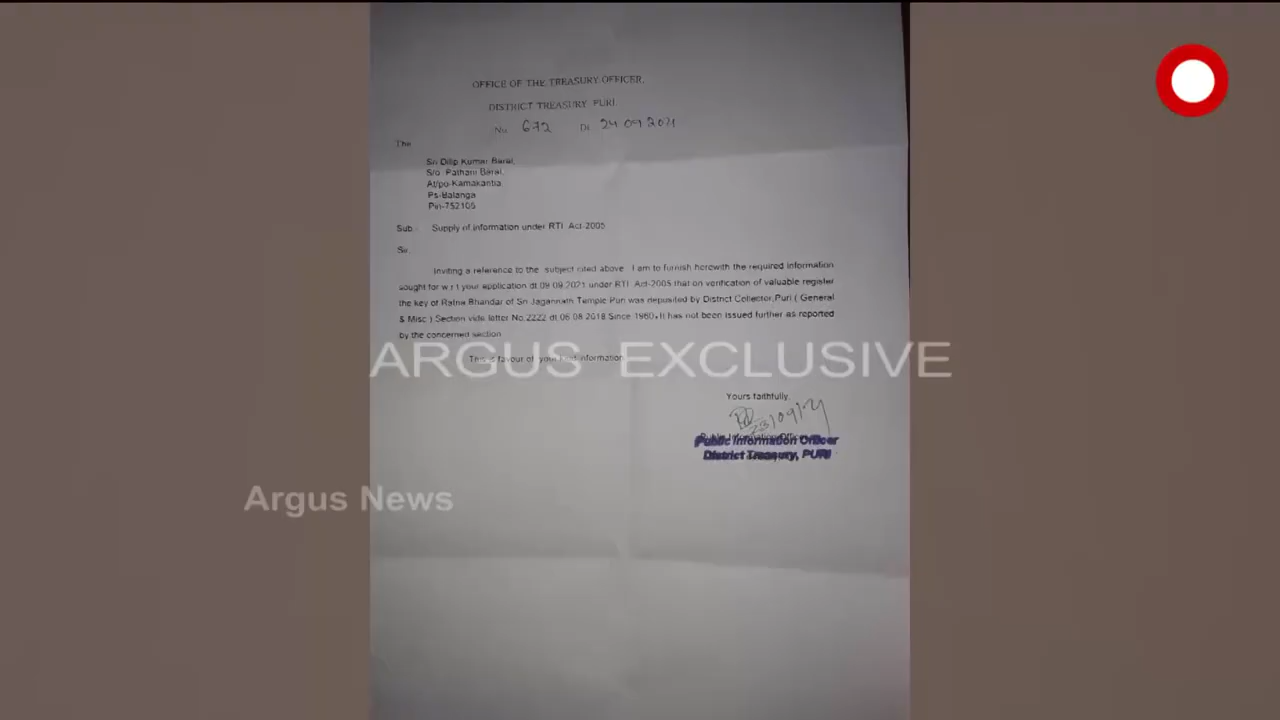 OFFICE OF THE TREASURY OFFICER,
DISTRICT TREASURY PURI.
No. 672 Dt 24 09 2021
The
Sri Dilip Kumar Baral,
S/o Pathani Baral,
At/po-Kamakantia
Ps-Balanga
Pin-752105
Sub:- Supply of information under RTI Act-2005
Sir,
Inviting a reference to the subject cited above I am to furnish herewith the required information
sought for w r t your application dt.09.09.2021 under RTI Act-2005 that on verification of valuable register
the key of Ratna Bhandar of Sri Jagannath Temple Puri was deposited by District Collector,Puri ( General
& Misc ) Section vide letter No.2222 dt.06.08.2018 Since 1980. It has not been issued further as reported
by the concerned section
This is favour of your kind information
ARGUS EXCLUSIVE
Yours faithfully,
23/09/21
Public Information Officer
District Treasury, PURI
Argus News